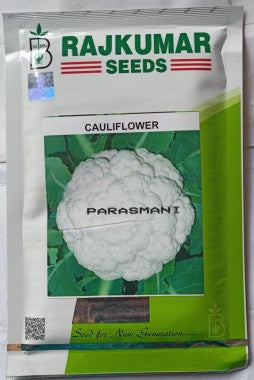 B
RAJKUMAR
SEEDS
CAULIFLOWER
PARASMANI
Seed for New Generation......